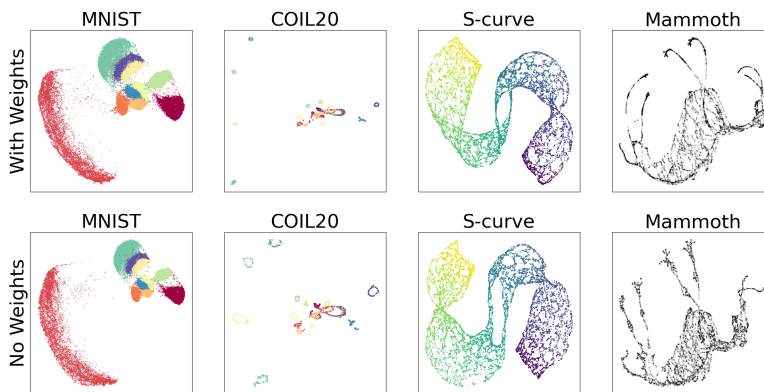 MNIST
COIL20
S-curve
Mammoth
With Weights
MNIST
COIL20
S-curve
Mammoth
No Weights